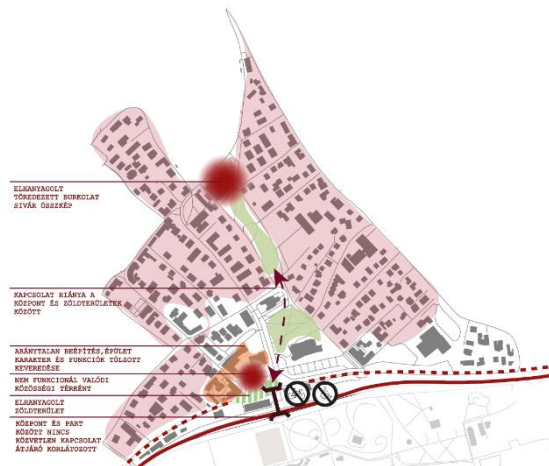 ELHANYAGOLT
TÖREDEZETT BURKOLAT
SIVÁR ÖSSZKÉP
KAPCSOLAT HIÁNYA A
KÖZPONT ÉS ZÖLDTERÜLETEK
KÖZÖTT
ARÁNYTALAN BEÉPÍTÉS,ÉPÜLET
KARAKTER ÉS FUNKCIÓK TÚLZOTT
KEVEREDÉSE
NEM FUNKCIONÁL VALÓDI
KÖZÖSSÉGI TÉRKÉNT
ELHANYAGOLT
ZÖLDTERÜLET
KÖZPONT ÉS PART
KÖZÖTT NINCS
KÖZVETLEN KAPCSOLAT
ÁTJÁRÓ KORLÁTOZOTT